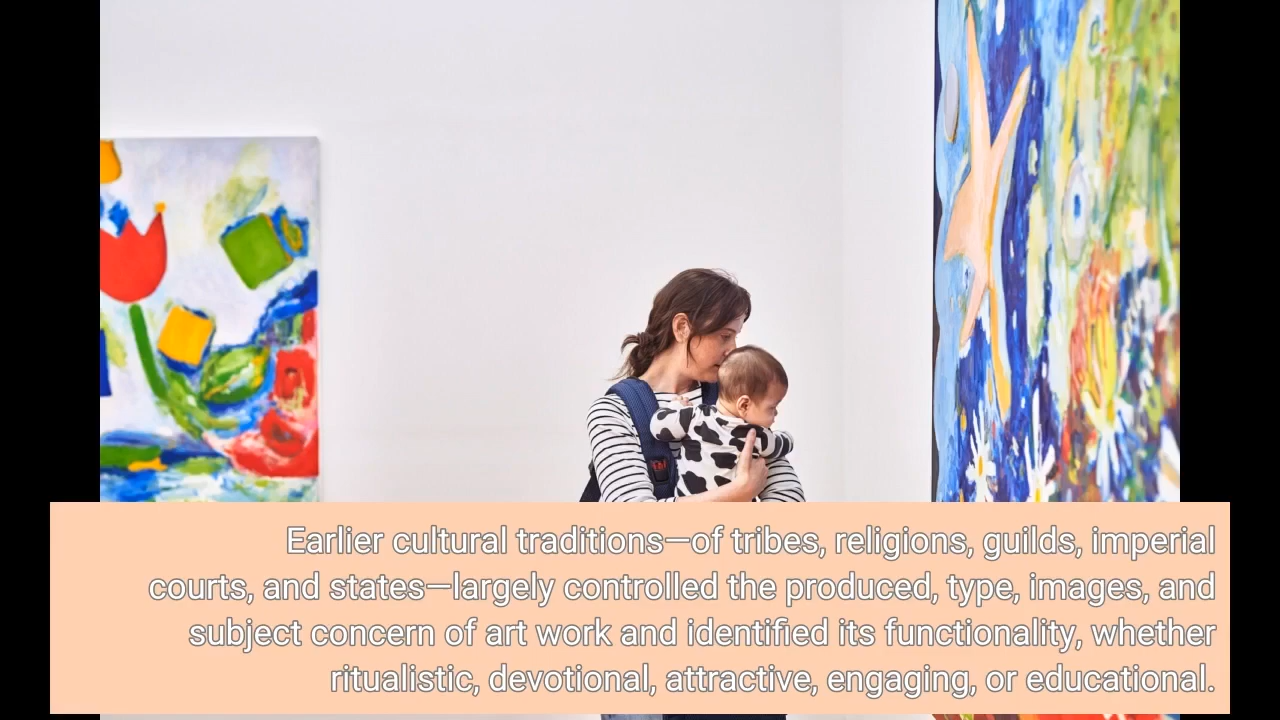 Earlier cultural traditions—of tribes, religions, guilds, imperial
courts, and states—largely controlled the produced, type, images, and
subject concern of art work and identified its functionality, whether
ritualistic, devotional, attractive, engaging, or educational.